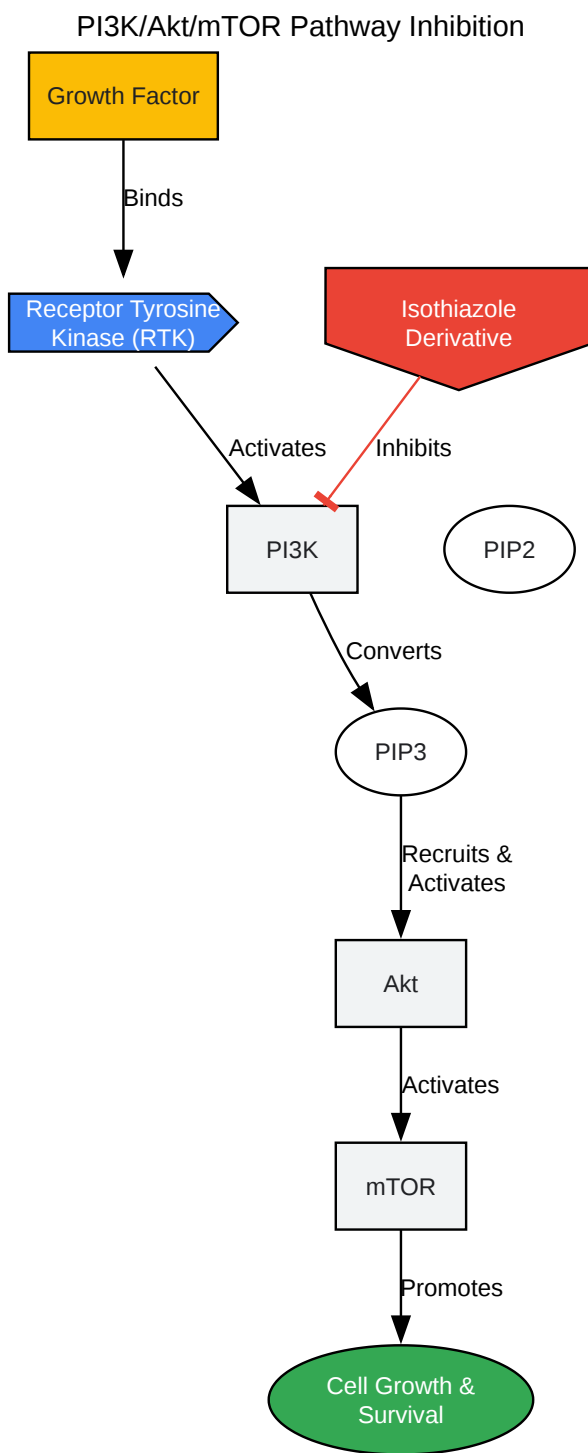 PI3K/Akt/mTOR Pathway Inhibition
Growth Factor
Binds
Receptor Tyrosine
Kinase (RTK)
Isothiazole
Derivative
Activates
Inhibits
PI3K
PIP2
Converts
PIP3
Recruits &
Activates
Akt
Activates
mTOR
Promotes
Cell Growth &
Survival